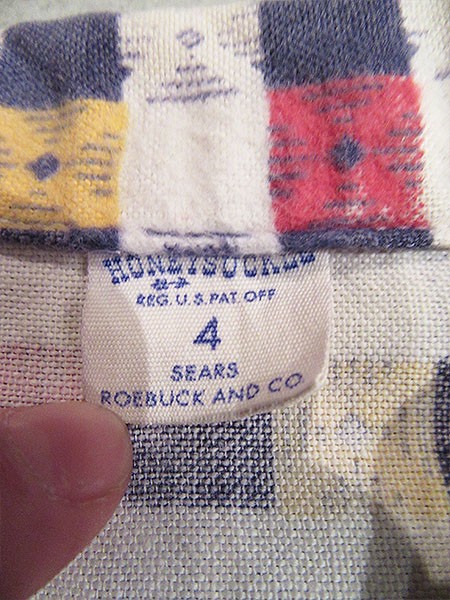 HONEYSUCKLE
REG. U.S. PAT. OFF
4
SEARS
ROEBUCK AND CO.